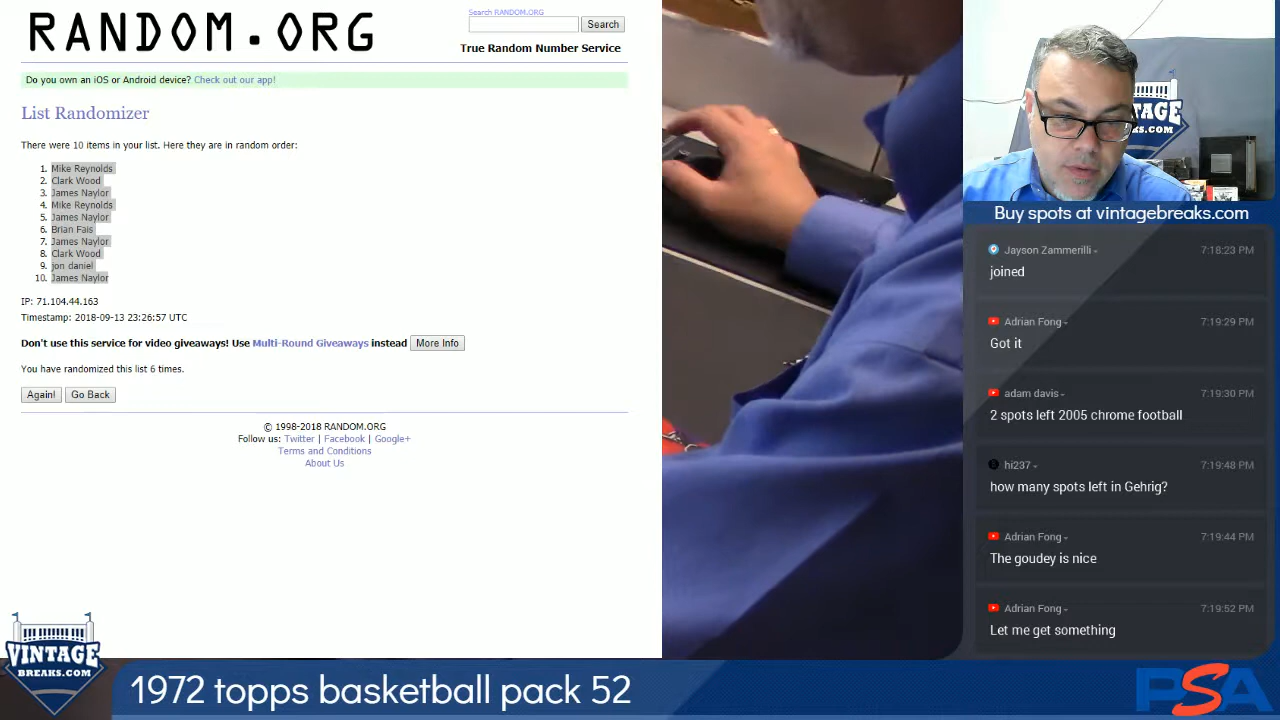 RANDOM.ORG
Search RANDOM.ORG
Search
True Random Number Service
Do you own an iOS or Android device? Check out our app!
List Randomizer
There were 10 items in your list. Here they are in random order:
1. Mike Reynolds
2. Clark Wood
3. James Naylor
4. Mike Reynolds
5. James Naylor
6. Brian Fais
7. James Naylor
8. Clark Wood
9. jon daniel
10. James Naylor
IP: 71.104.44.163
Timestamp: 2018-09-13 23:26:57 UTC
Don't use this service for video giveaways! Use Multi-Round Giveaways instead More Info
You have randomized this list 6 times.
Again! Go Back
© 1998-2018 RANDOM.ORG
Follow us: Twitter | Facebook | Google+
Terms and Conditions
About Us
Buy spots at vintagebreaks.com
Jayson Zammerilli 7:18:23 PM
joined
Adrian Fong 7:19:29 PM
Got it
adam davis 7:19:30 PM
2 spots left 2005 chrome football
hi237 7:19:48 PM
how many spots left in Gehrig?
Adrian Fong 7:19:44 PM
The goudey is nice
Adrian Fong 7:19:52 PM
Let me get something
VINTAGE
BREAKS.COM
1972 topps basketball pack 52
PSA